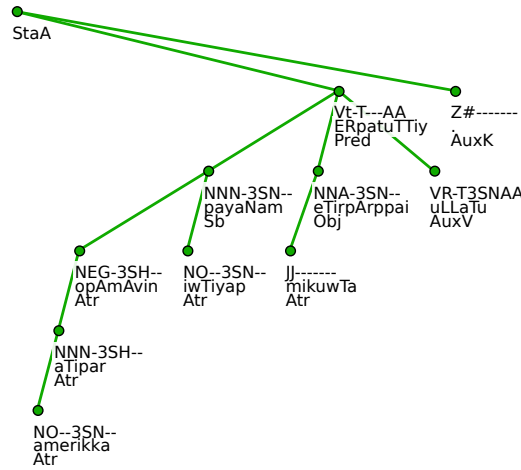 StaA
Vt-T---AA
ERpatuTTiy
Pred
Z#-------
.
AuxK
NNN-3SN--
payaNam
Sb
NNA-3SN--
eTirpArppai
Obj
VR-T3SNAA
uLLaTu
AuxV
NEG-3SH--
opAmAvin
Atr
NO--3SN--
iwTiyap
Atr
JJ-------
mikuwTa
Atr
NNN-3SH--
aTipar
Atr
NO--3SN--
amerikka
Atr